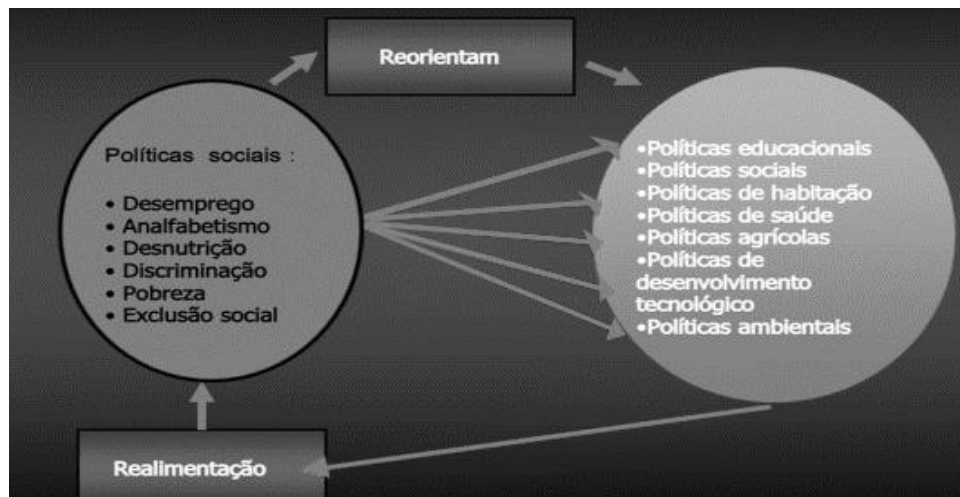 Reorientam
Políticas sociais :
• Desemprego
• Analfabetismo
• Desnutrição
• Discriminação
• Pobreza
• Exclusão social
•Políticas educacionais
•Políticas sociais
•Políticas de habitação
•Políticas de saúde
•Políticas agrícolas
•Políticas de
desenvolvimento
tecnológico
•Políticas ambientais
Realimentação